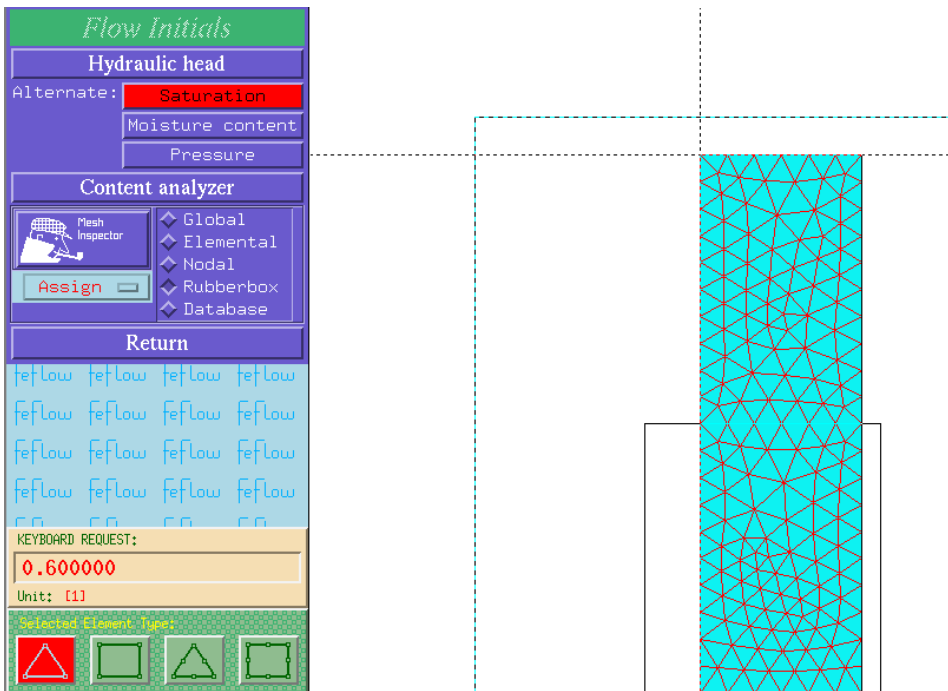 Flow Initials
Hydraulic head
Alternate: Saturation
Moisture content
Pressure
Content analyzer
Mesh
Inspector
Global
Elemental
Nodal
Rubberbox
Database
Assign
Return
feflow feflow feflow feflow
feflow feflow feflow feflow
feflow feflow feflow feflow
feflow feflow feflow feflow
KEYBOARD REQUEST:
0.600000
Unit: [1]
Selected Element Type: